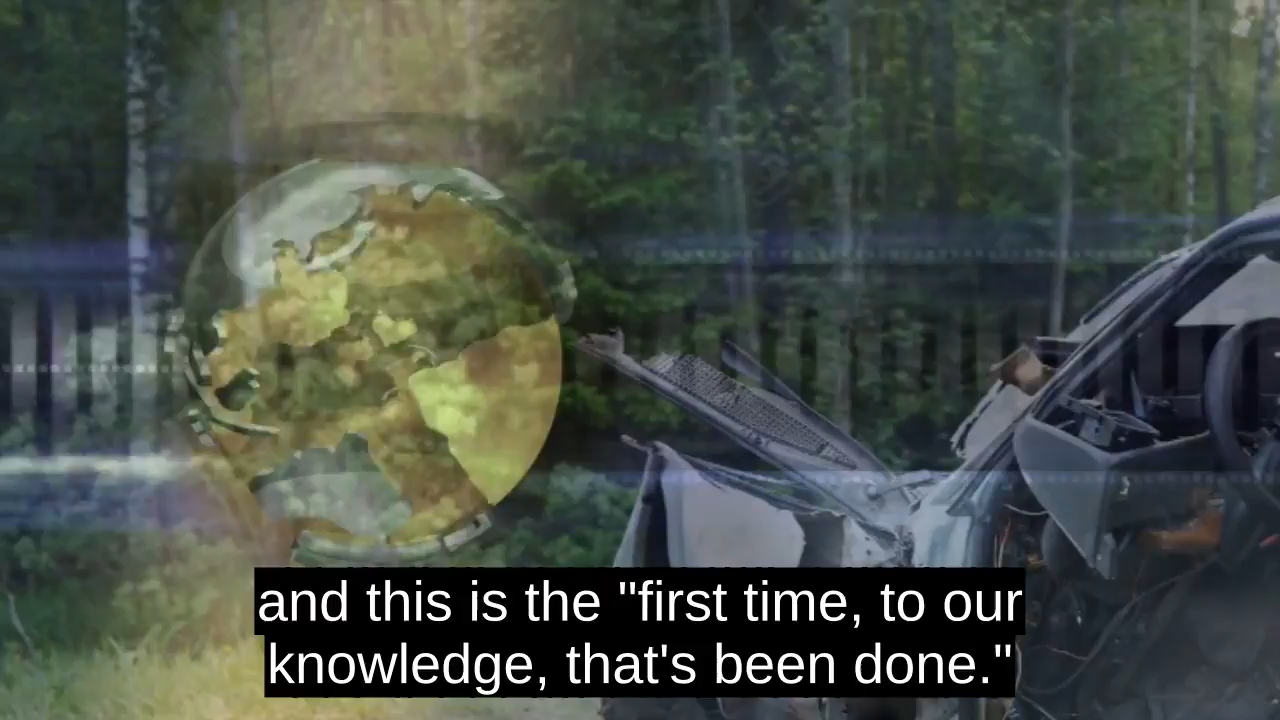 and this is the "first time, to our
knowledge, that's been done."